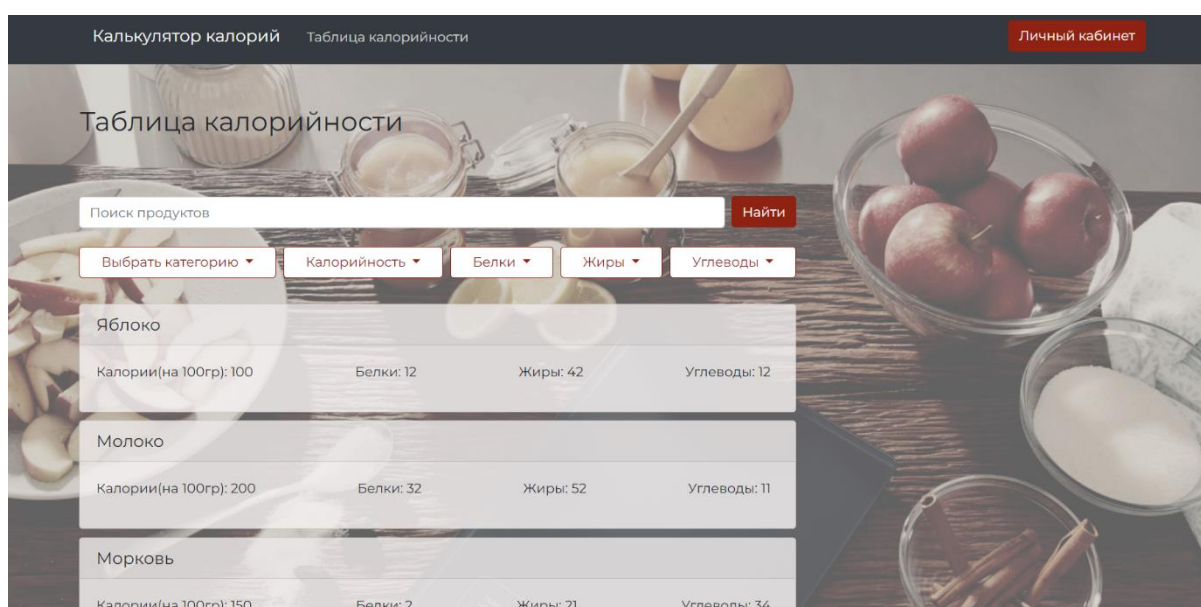 Калькулятор калорий Таблица калорийности Личный кабинет
Таблица калорийности
Поиск продуктов Найти
Выбрать категорию Калорийность Белки Жиры Углеводы
Яблоко
Калории(на 100гр): 100 Белки: 12 Жиры: 42 Углеводы: 12
Молоко
Калории(на 100гр): 200 Белки: 32 Жиры: 52 Углеводы: 11
Морковь
Калории(на 100гр): 150 Белки: 2 Жиры: 21 Углеводы: 34